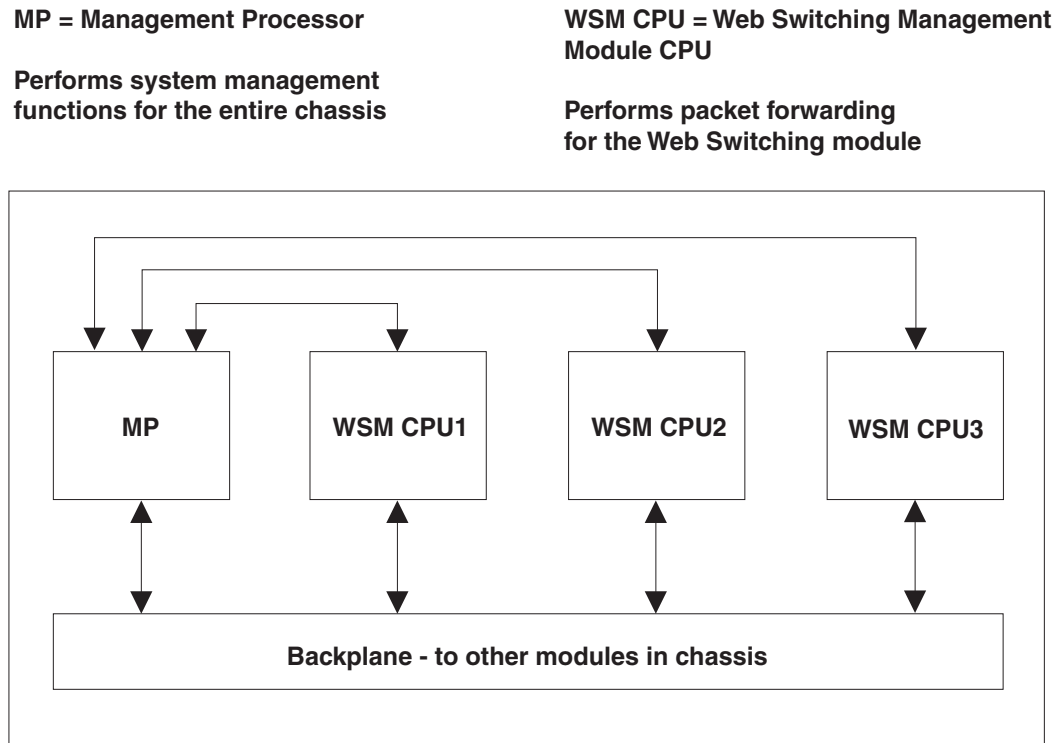 MP = Management Processor
Performs system management
functions for the entire chassis
WSM CPU = Web Switching Management
Module CPU
Performs packet forwarding
for the Web Switching module
MP
WSM CPU1
WSM CPU2
WSM CPU3
Backplane - to other modules in chassis